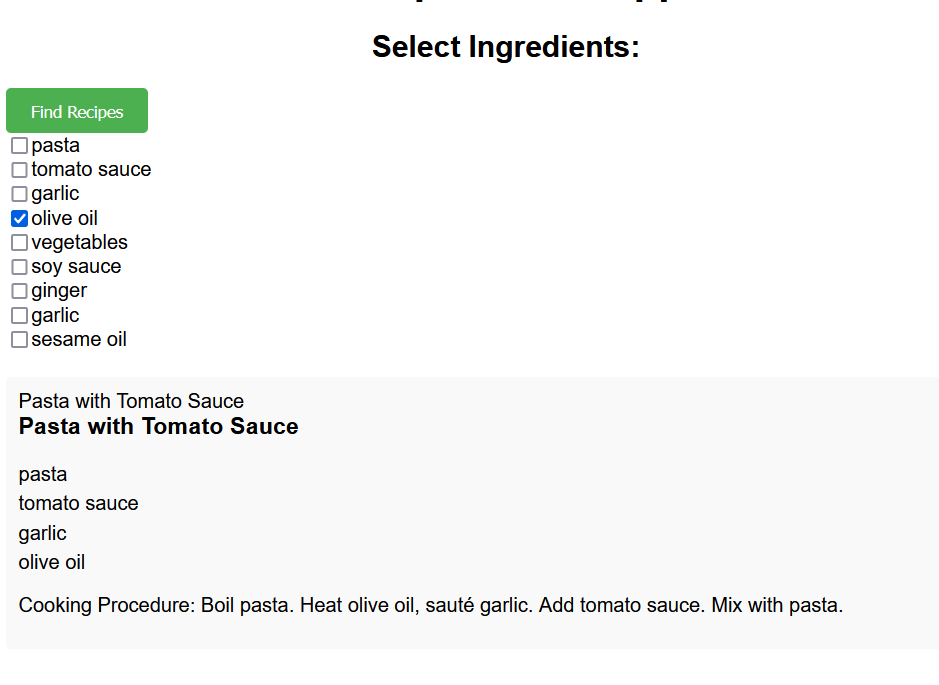 Select Ingredients:
Find Recipes
pasta
tomato sauce
garlic
olive oil
vegetables
soy sauce
ginger
garlic
sesame oil
Pasta with Tomato Sauce
Pasta with Tomato Sauce
pasta
tomato sauce
garlic
olive oil
Cooking Procedure: Boil pasta. Heat olive oil, sauté garlic. Add tomato sauce. Mix with pasta.